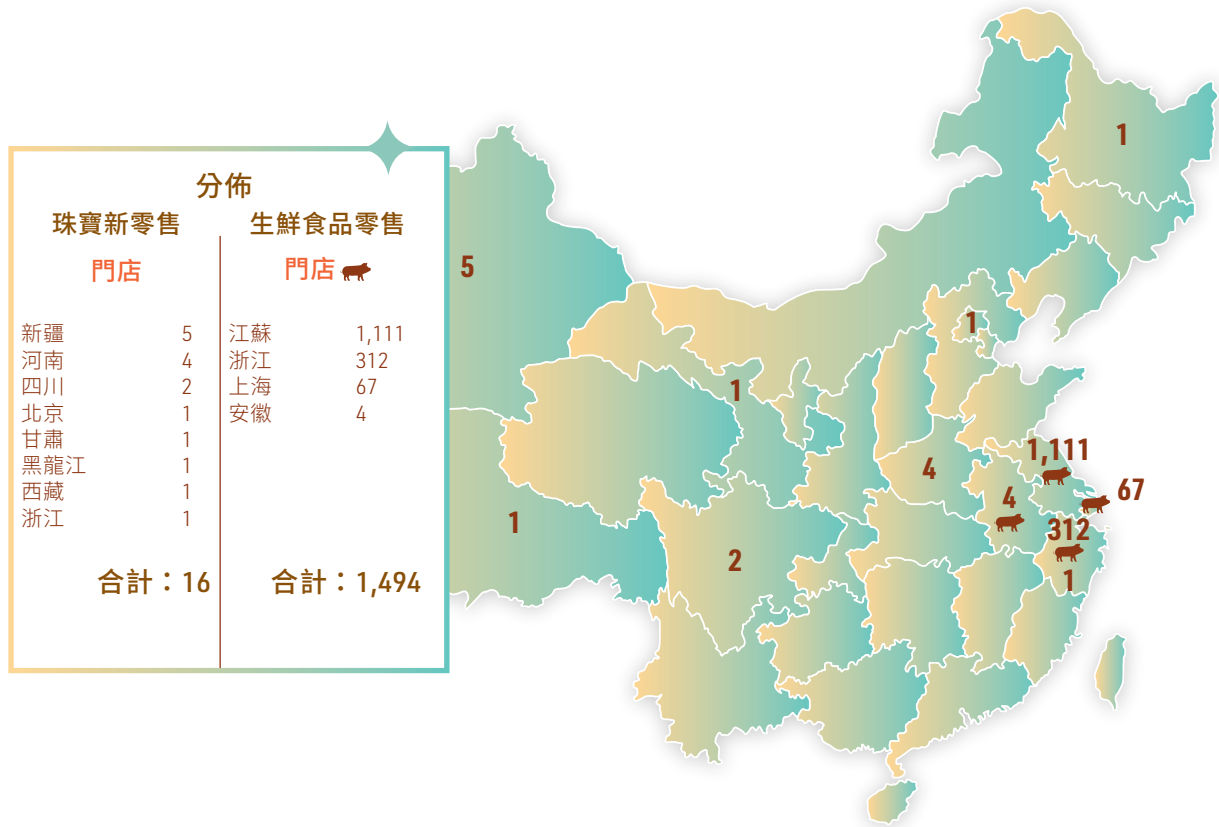 分佈
珠寶新零售
門店
新疆 5
河南 4
四川 2
北京 1
甘肅 1
黑龍江 1
西藏 1
浙江 1
合計：16
生鮮食品零售
門店
江蘇 1,111
浙江 312
上海 67
安徽 4
合計：1,494
1
5
1
1
4
1,111
67
4
312
1
1
2